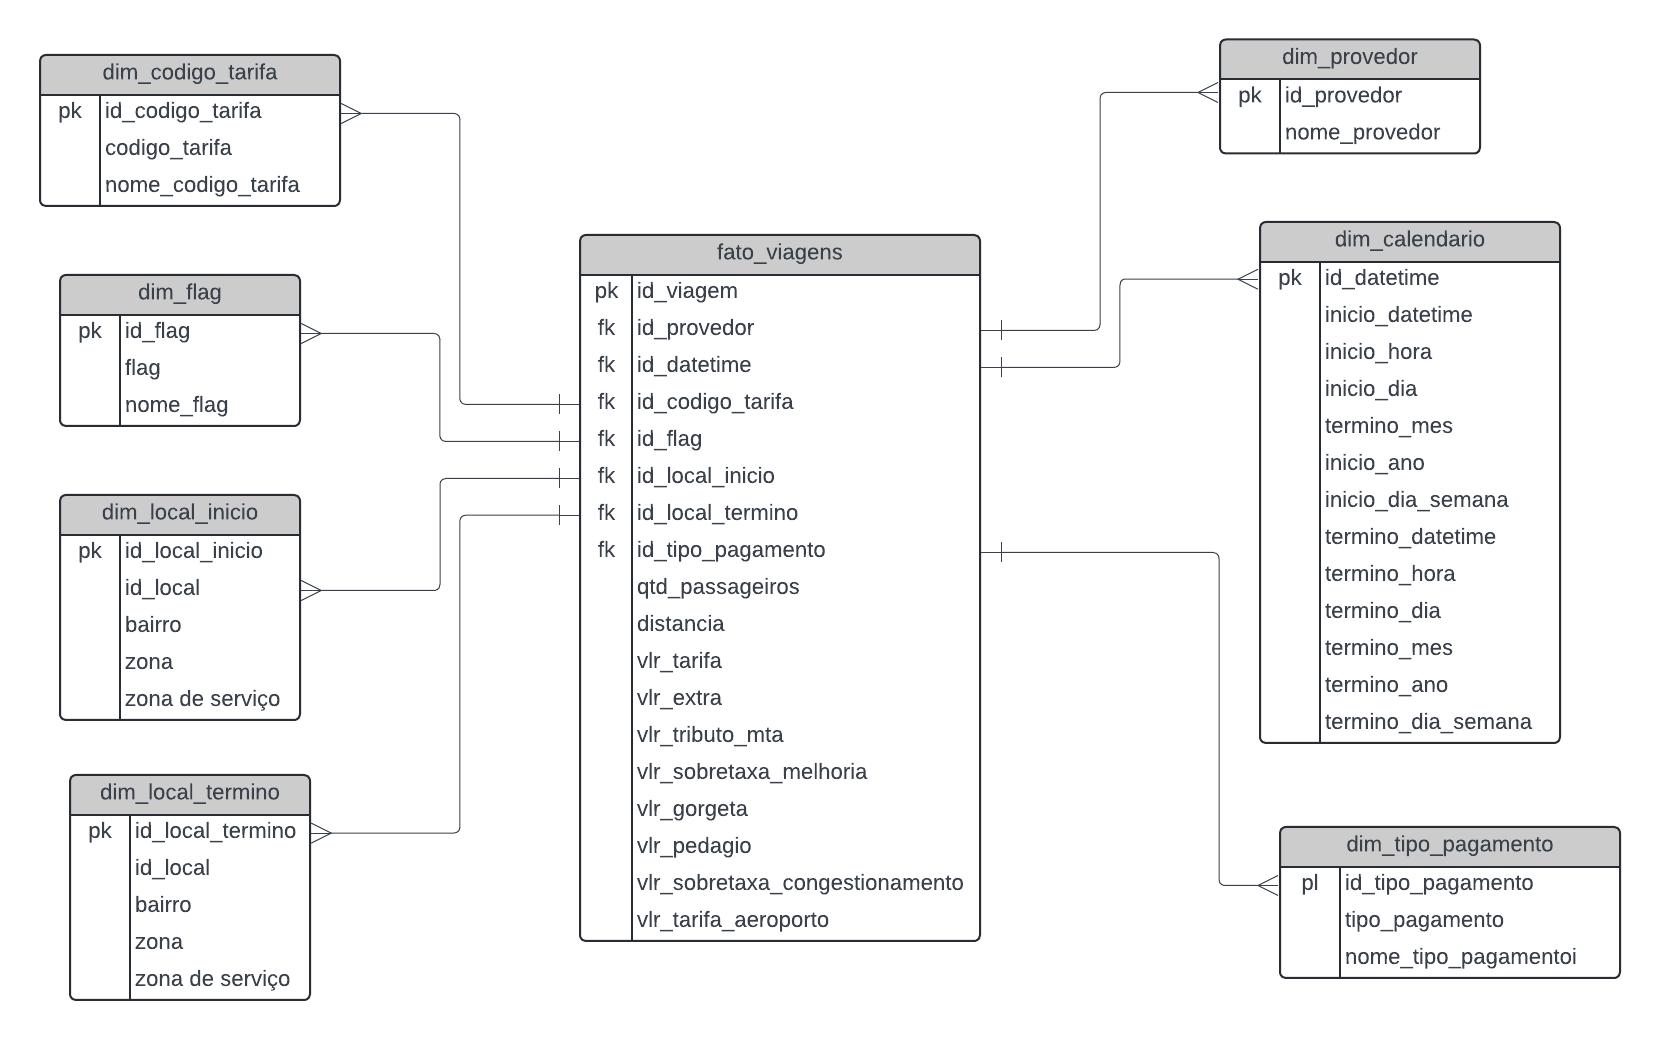 dim_codigo_tarifa
pk id_codigo_tarifa
codigo_tarifa
nome_codigo_tarifa
dim_flag
pk id_flag
flag
nome_flag
dim_local_inicio
pk id_local_inicio
id_local
bairro
zona
zona de serviço
dim_local_termino
pk id_local_termino
id_local
bairro
zona
zona de serviço
fato_viagens
pk id_viagem
fk id_provedor
fk id_datetime
fk id_codigo_tarifa
fk id_flag
fk id_local_inicio
fk id_local_termino
fk id_tipo_pagamento
qtd_passageiros
distancia
vlr_tarifa
vlr_extra
vlr_tributo_mta
vlr_sobretaxa_melhoria
vlr_gorgeta
vlr_pedagio
vlr_sobretaxa_congestionamento
vlr_tarifa_aeroporto
dim_provedor
pk id_provedor
nome_provedor
dim_calendario
pk id_datetime
inicio_datetime
inicio_hora
inicio_dia
termino_mes
inicio_ano
inicio_dia_semana
termino_datetime
termino_hora
termino_dia
termino_mes
termino_ano
termino_dia_semana
dim_tipo_pagamento
pl id_tipo_pagamento
tipo_pagamento
nome_tipo_pagamentoi